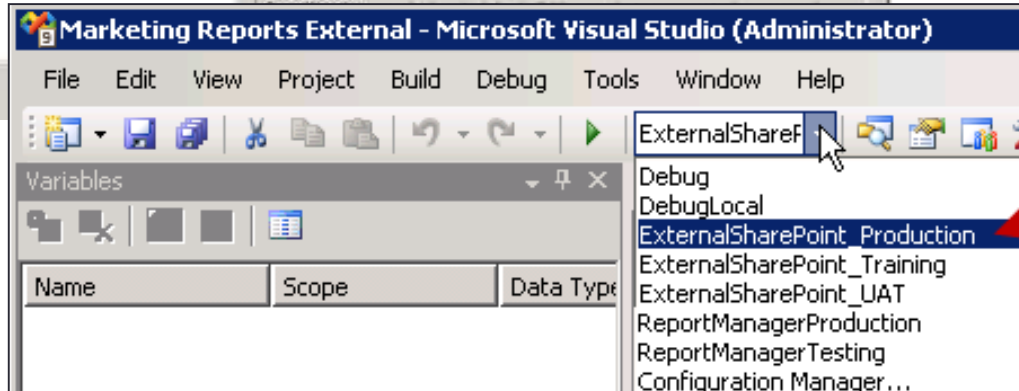 Marketing Reports External - Microsoft Visual Studio (Administrator)
File Edit View Project Build Debug Tools Window Help
ExternalShareP
Variables
Debug
DebugLocal
ExternalSharePoint_Production
ExternalSharePoint_Training
Name Scope Data Type
ExternalSharePoint_UAT
ReportManagerProduction
ReportManagerTesting
Configuration Manager...